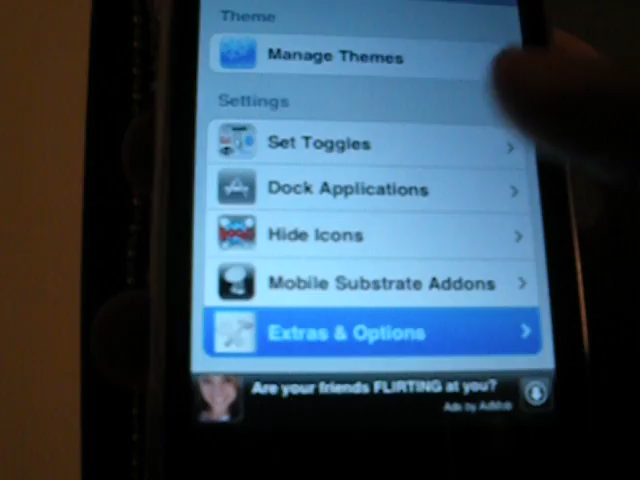 Theme
Manage Themes
Settings
Set Toggles
Dock Applications
Hide Icons
Mobile Substrate Addons
Extras & Options
Are your friends FLIRTING at you?
Ads by AdMob